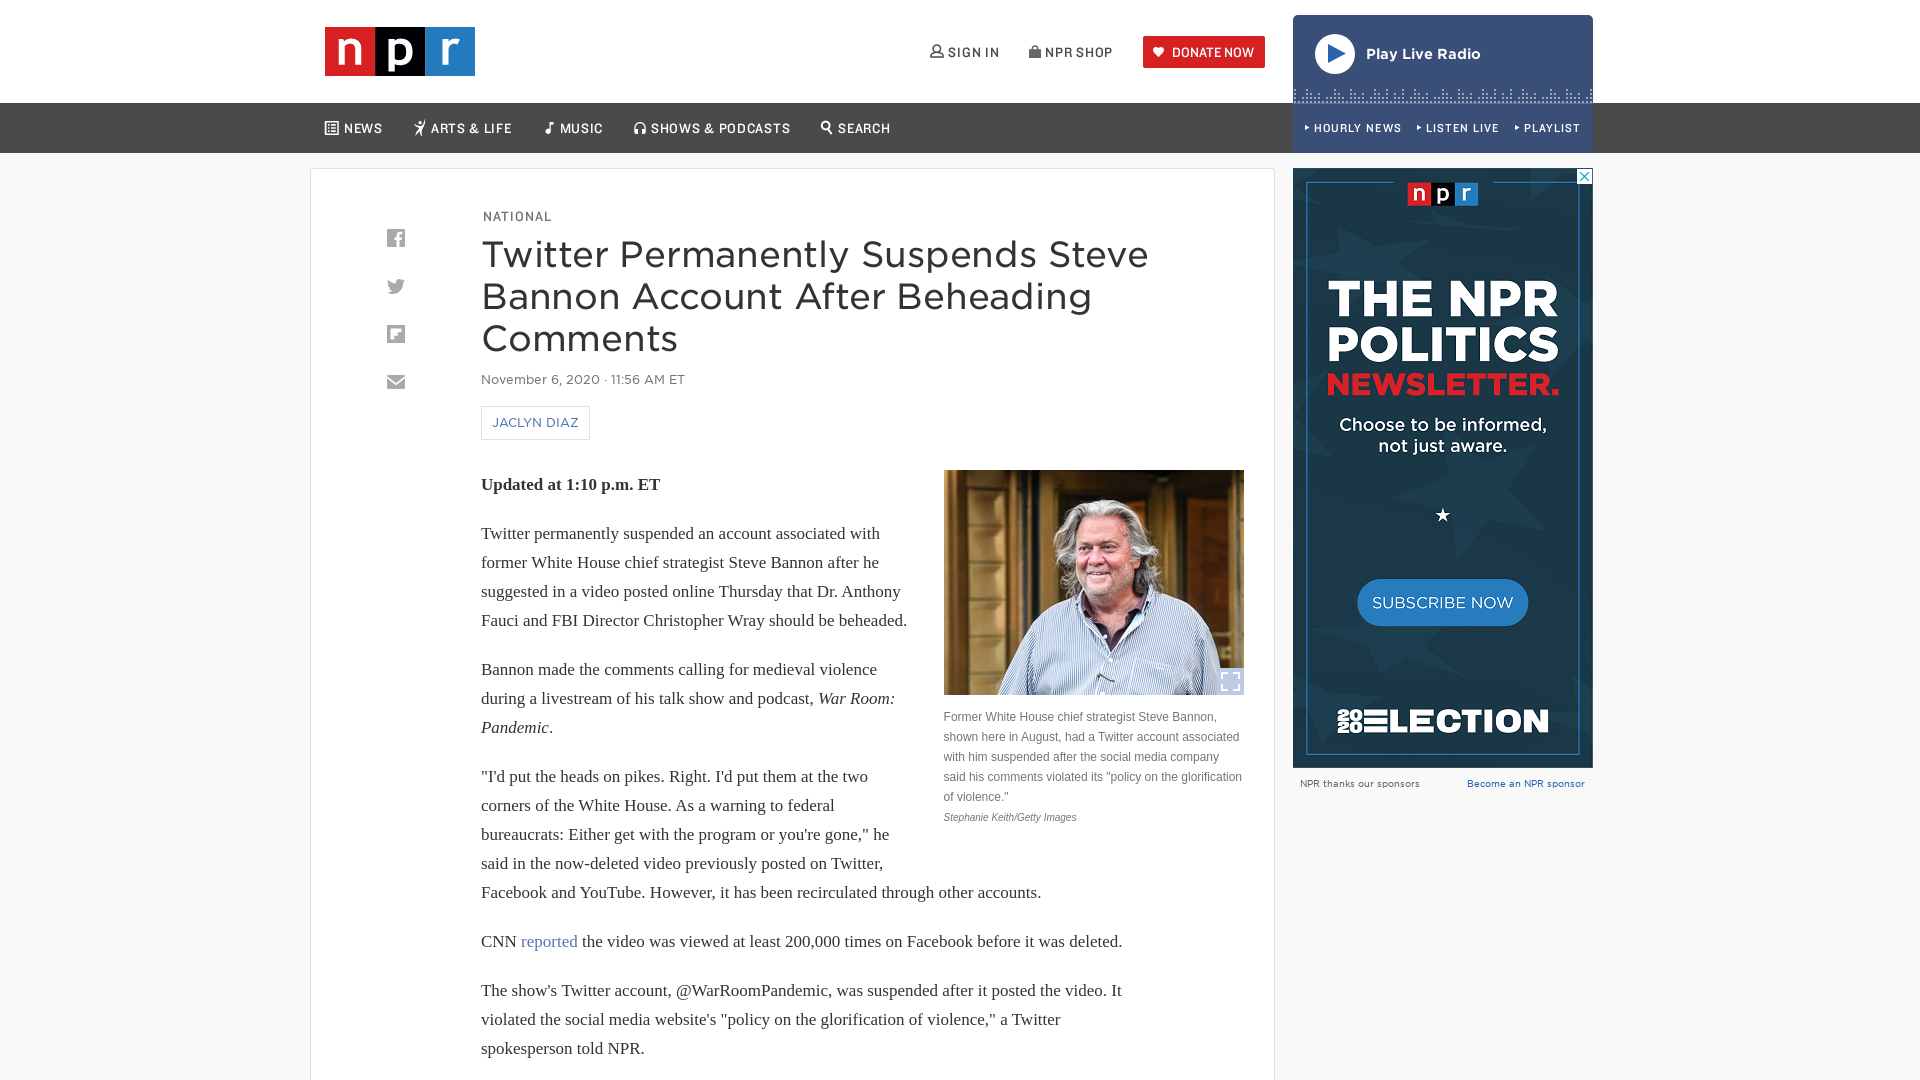 npr
SIGN IN
NPR SHOP
DONATE NOW
Play Live Radio
NEWS
ARTS & LIFE
MUSIC
SHOWS & PODCASTS
SEARCH
HOURLY NEWS
LISTEN LIVE
PLAYLIST
NATIONAL
Twitter Permanently Suspends Steve
Bannon Account After Beheading
Comments
November 6, 2020 · 11:56 AM ET
JACLYN DIAZ
Updated at 1:10 p.m. ET
Twitter permanently suspended an account associated with
former White House chief strategist Steve Bannon after he
suggested in a video posted online Thursday that Dr. Anthony
Fauci and FBI Director Christopher Wray should be beheaded.
Bannon made the comments calling for medieval violence
during a livestream of his talk show and podcast, War Room:
Pandemic.
"I'd put the heads on pikes. Right. I'd put them at the two
corners of the White House. As a warning to federal
bureaucrats: Either get with the program or you're gone," he
said in the now-deleted video previously posted on Twitter,
Facebook and YouTube. However, it has been recirculated through other accounts.
CNN reported the video was viewed at least 200,000 times on Facebook before it was deleted.
The show's Twitter account, @WarRoomPandemic, was suspended after it posted the video. It
violated the social media website's "policy on the glorification of violence," a Twitter
spokesperson told NPR.
Former White House chief strategist Steve Bannon,
shown here in August, had a Twitter account associated
with him suspended after the social media company
said his comments violated its "policy on the glorification
of violence."
Stephanie Keith/Getty Images
npr
THE NPR
POLITICS
NEWSLETTER.
Choose to be informed,
not just aware.
SUBSCRIBE NOW
2020 ELECTION
NPR thanks our sponsors
Become an NPR sponsor